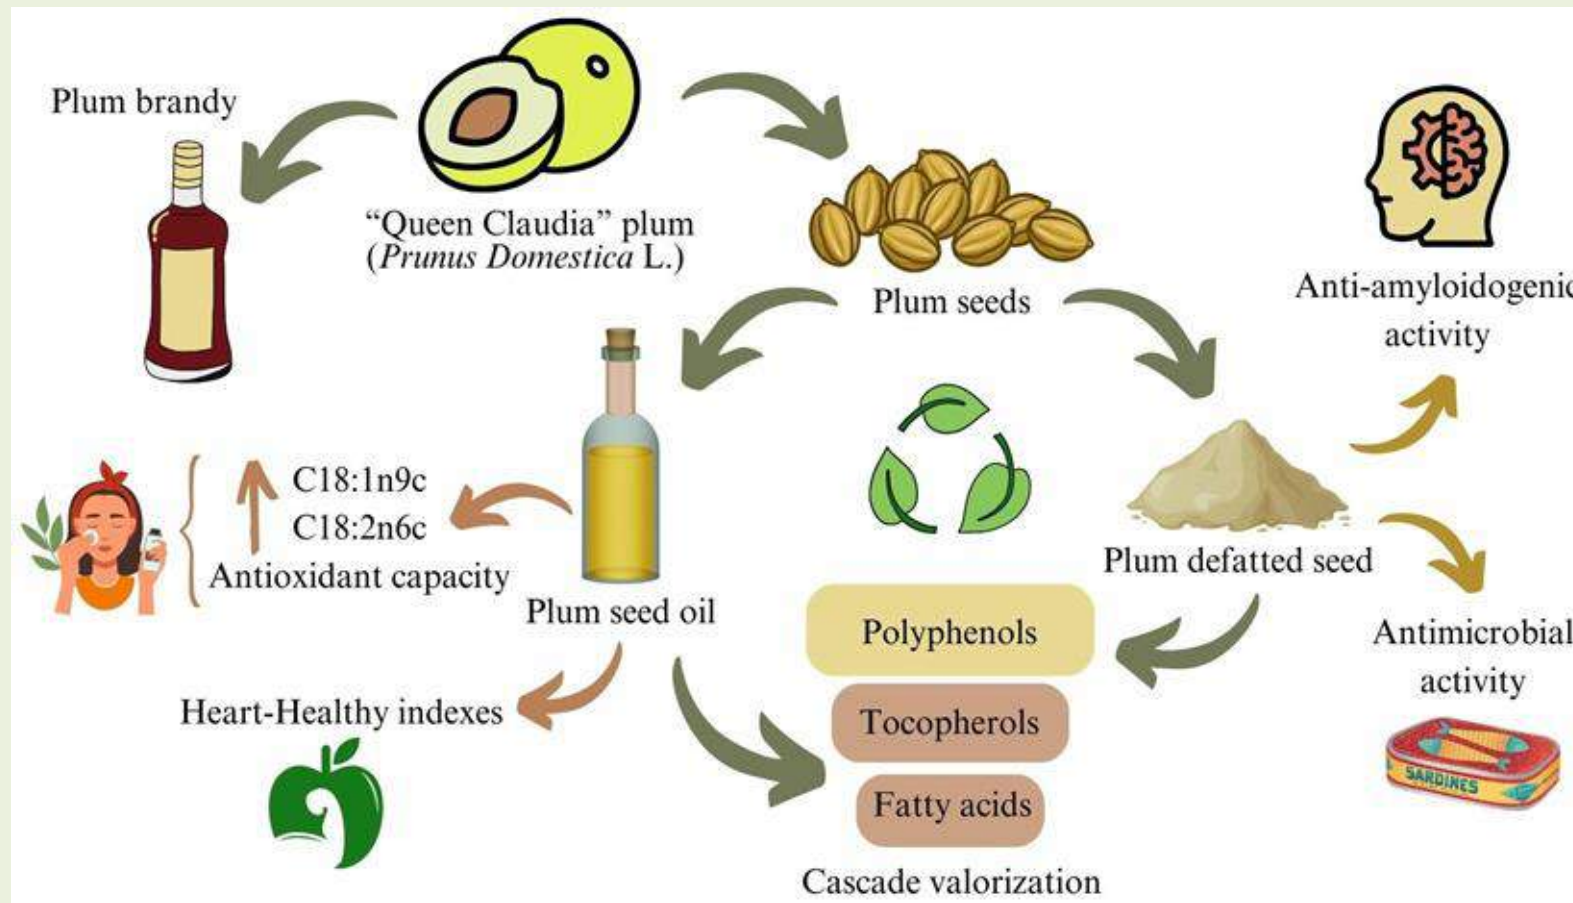 Plum brandy
“Queen Claudia” plum
(Prunus Domestica L.)
Plum seeds
Anti-amyloidogenic
activity
C18:1n9c
C18:2n6c
Antioxidant capacity
Plum seed oil
Plum defatted seed
Polyphenols
Antimicrobial
activity
Heart-Healthy indexes
Tocopherols
SARDINES
Fatty acids
Cascade valorization